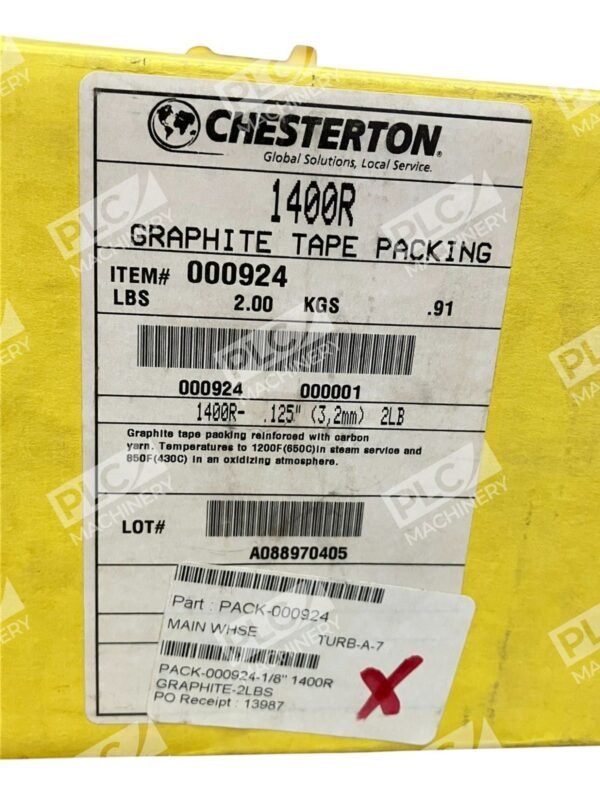 CHESTERTON®
Global Solutions, Local Service.
1400R
GRAPHITE TAPE PACKING
ITEM# 000924
LBS 2.00 KGS .91
000924 000001
1400R- .125" (3,2mm) 2LB
Graphite tape packing reinforced with carbon
yarn. Temperatures to 1200F(650C)in steam service and
850F(430C) in an oxidizing atmosphere.
LOT#
A088970405
Part : PACK-000924
MAIN WHSE TURB-A-7
PACK-000924-1/8" 1400R
GRAPHITE-2LBS
PO Receipt : 13987
X
PLC MACHINERY